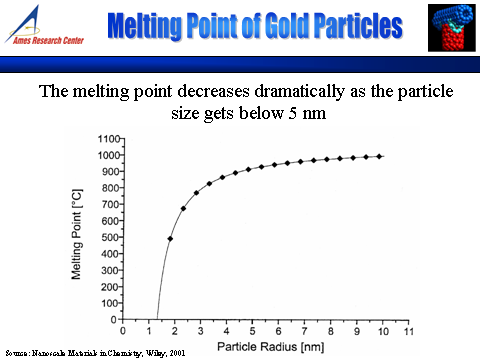 Ames Research Center
Melting Point of Gold Particles
The melting point decreases dramatically as the particle
size gets below 5 nm
Melting Point [°C]
1100
1000
900
800
700
600
500
400
300
200
100
0
0 1 2 3 4 5 6 7 8 9 10 11
Particle Radius [nm]
Source: Nanoscale Materials in Chemistry, Wiley, 2001